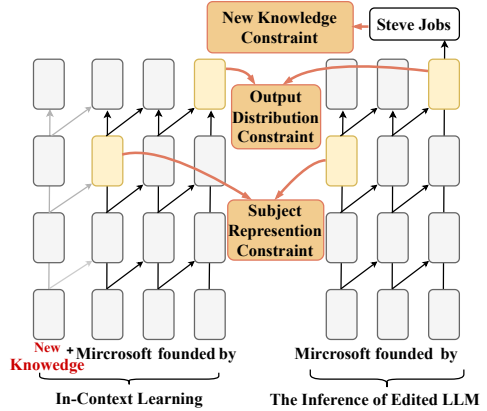 New Knowledge
Constraint
Steve Jobs
Output
Distribution
Constraint
Subject
Represention
Constraint
New
Knowedge
+Mircrosoft founded by
Mircrosoft founded by
In-Context Learning
The Inference of Edited LLM